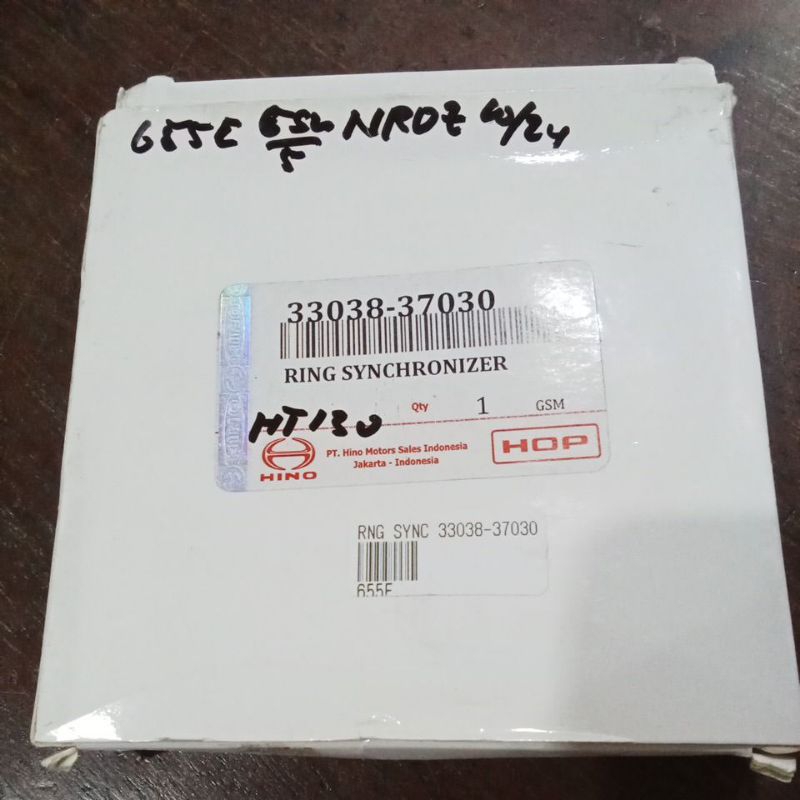 655E NRDZ
33038-37030
RING SYNCHRONIZER
Qty 1 GSM
HT130
HINO
PT. Hino Motors Sales Indonesia
Jakarta - Indonesia
HOP
RNG SYNC 33038-37030
655E